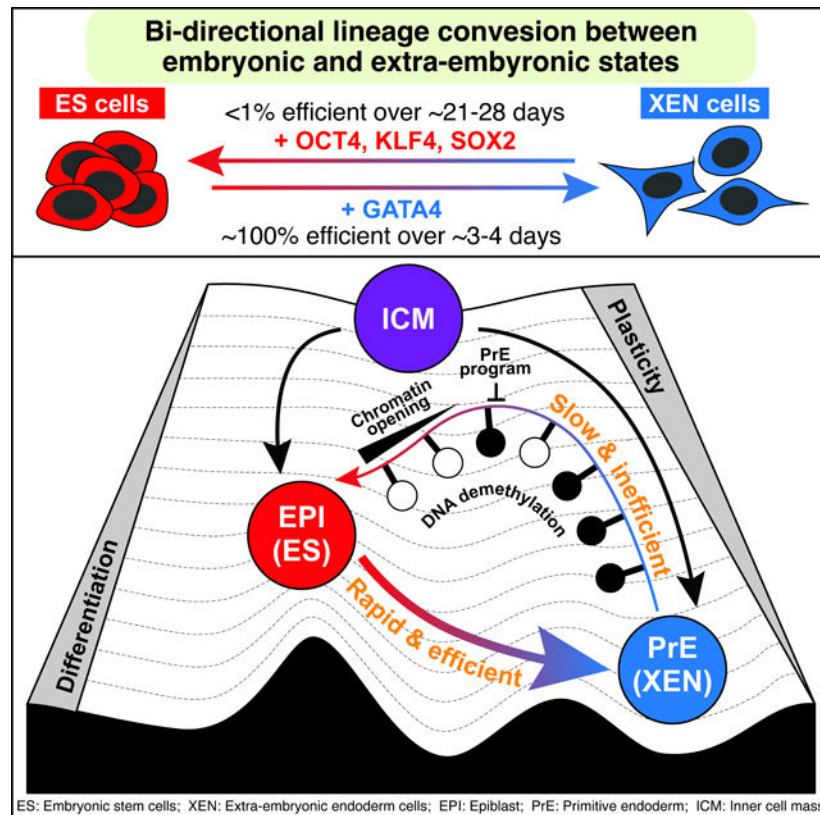 Bi-directional lineage convesion between
embryonic and extra-embyronic states
ES cells
XEN cells
<1% efficient over ~21-28 days
+ OCT4, KLF4, SOX2
+ GATA4
~100% efficient over ~3-4 days
ICM
Plasticity
PrE
program
Chromatin
opening
Slow & inefficient
DNA demethylation
EPI
(ES)
Differentiation
Rapid & efficient
PrE
(XEN)
ES: Embryonic stem cells; XEN: Extra-embryonic endoderm cells; EPI: Epiblast; PrE: Primitive endoderm; ICM: Inner cell mass